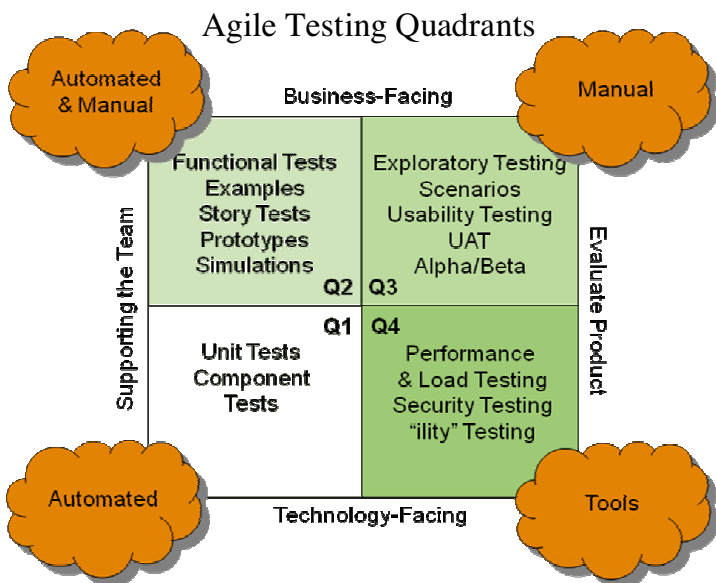 Agile Testing Quadrants
Automated
& Manual
Manual
Business-Facing
Supporting the Team
Functional Tests
Examples
Story Tests
Prototypes
Simulations
Q2
Exploratory Testing
Scenarios
Usability Testing
UAT
Alpha/Beta
Q3
Evaluate Product
Q1
Unit Tests
Component
Tests
Q4
Performance
& Load Testing
Security Testing
“ility” Testing
Automated
Technology-Facing
Tools